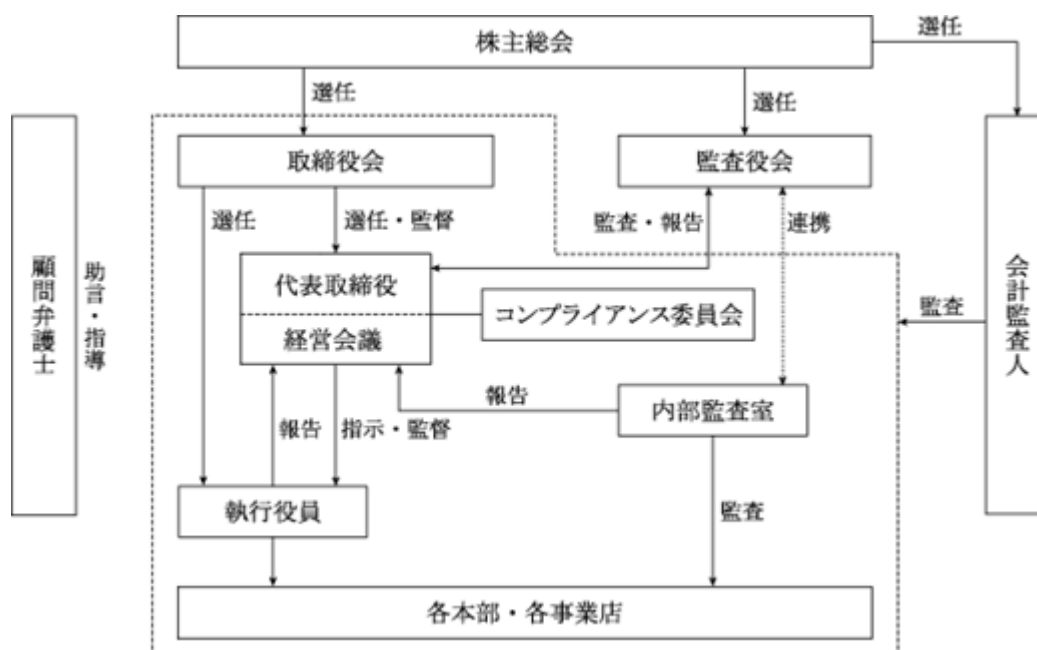 株主総会
選任
選任
選任
取締役会
監査役会
選任
選任・監督
監査・報告
連携
顧問弁護士
助言・指導
代表取締役
経営会議
コンプライアンス委員会
監査
会計監査人
報告
内部監査室
報告
指示・監督
執行役員
監査
各本部・各事業店